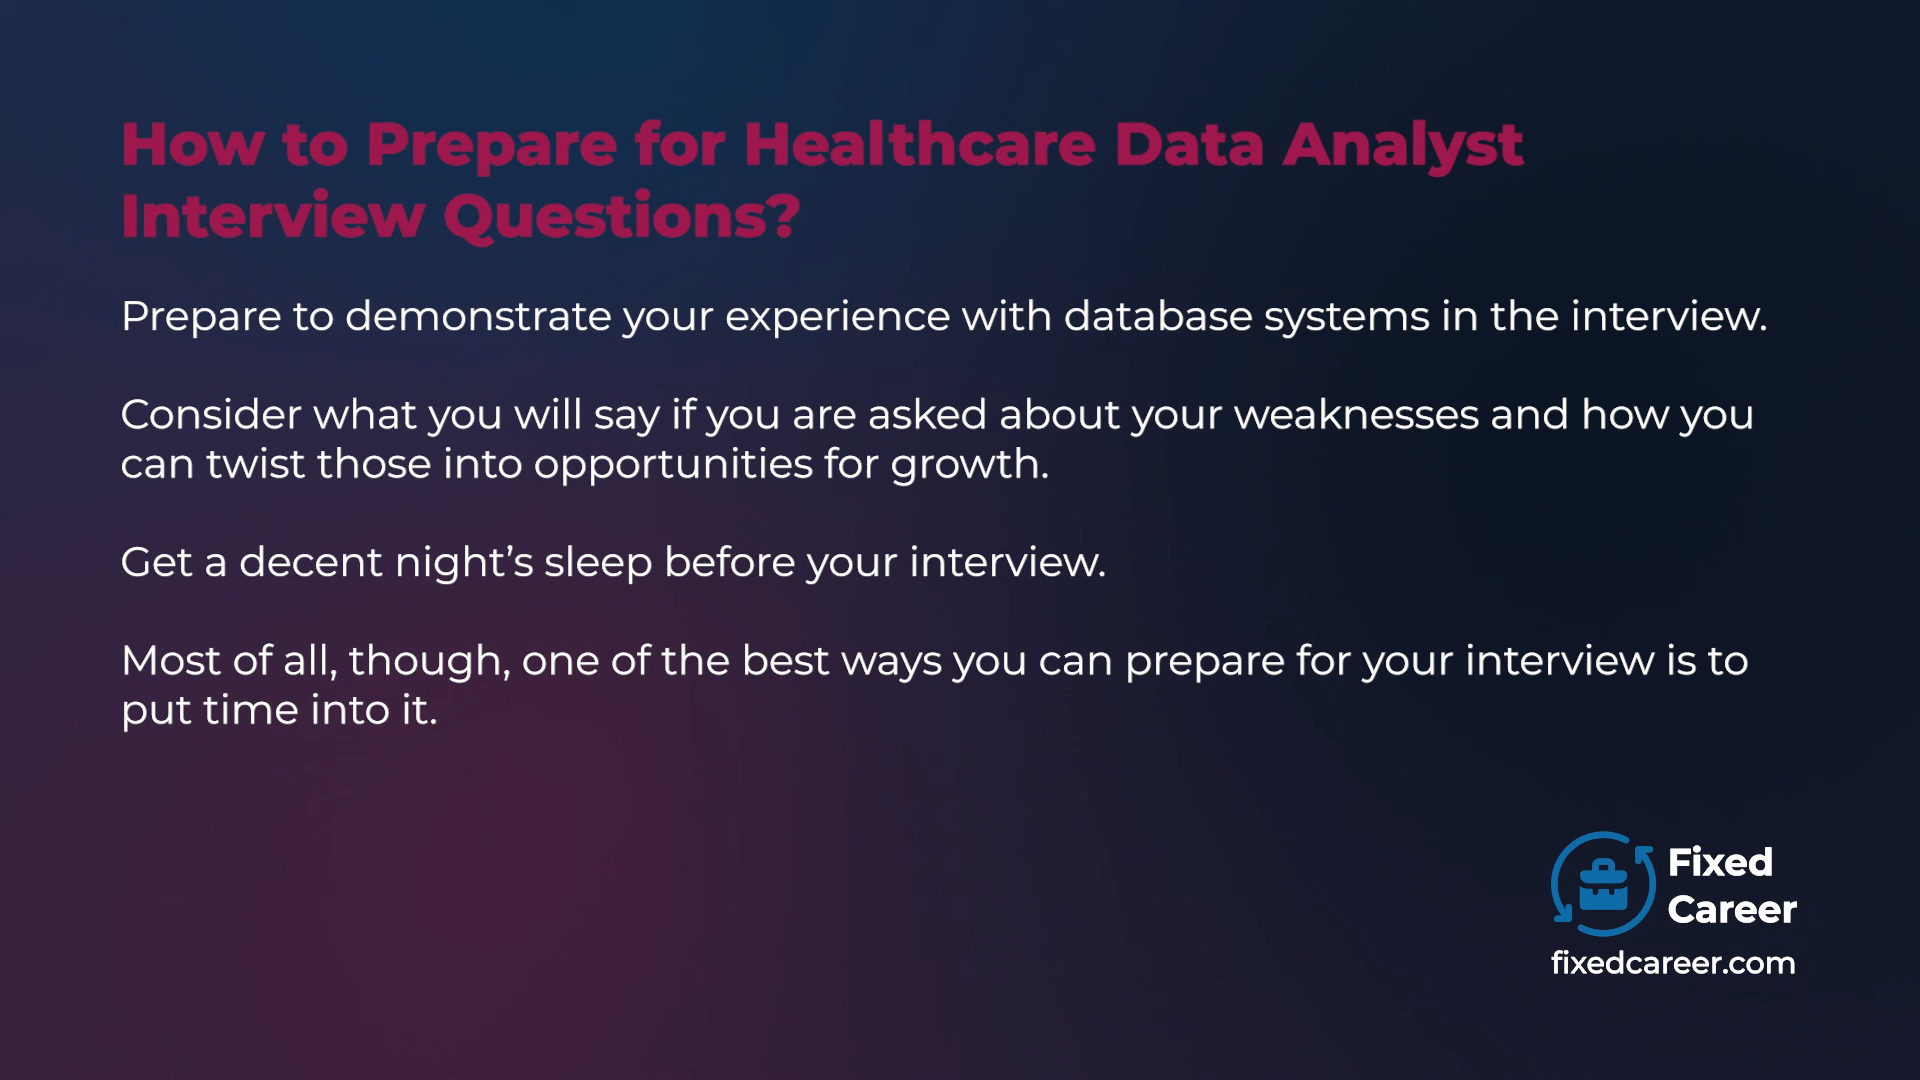 How to Prepare for Healthcare Data Analyst
Interview Questions?
Prepare to demonstrate your experience with database systems in the interview.
Consider what you will say if you are asked about your weaknesses and how you
can twist those into opportunities for growth.
Get a decent night’s sleep before your interview.
Most of all, though, one of the best ways you can prepare for your interview is to
put time into it.
Fixed
Career
fixedcareer.com